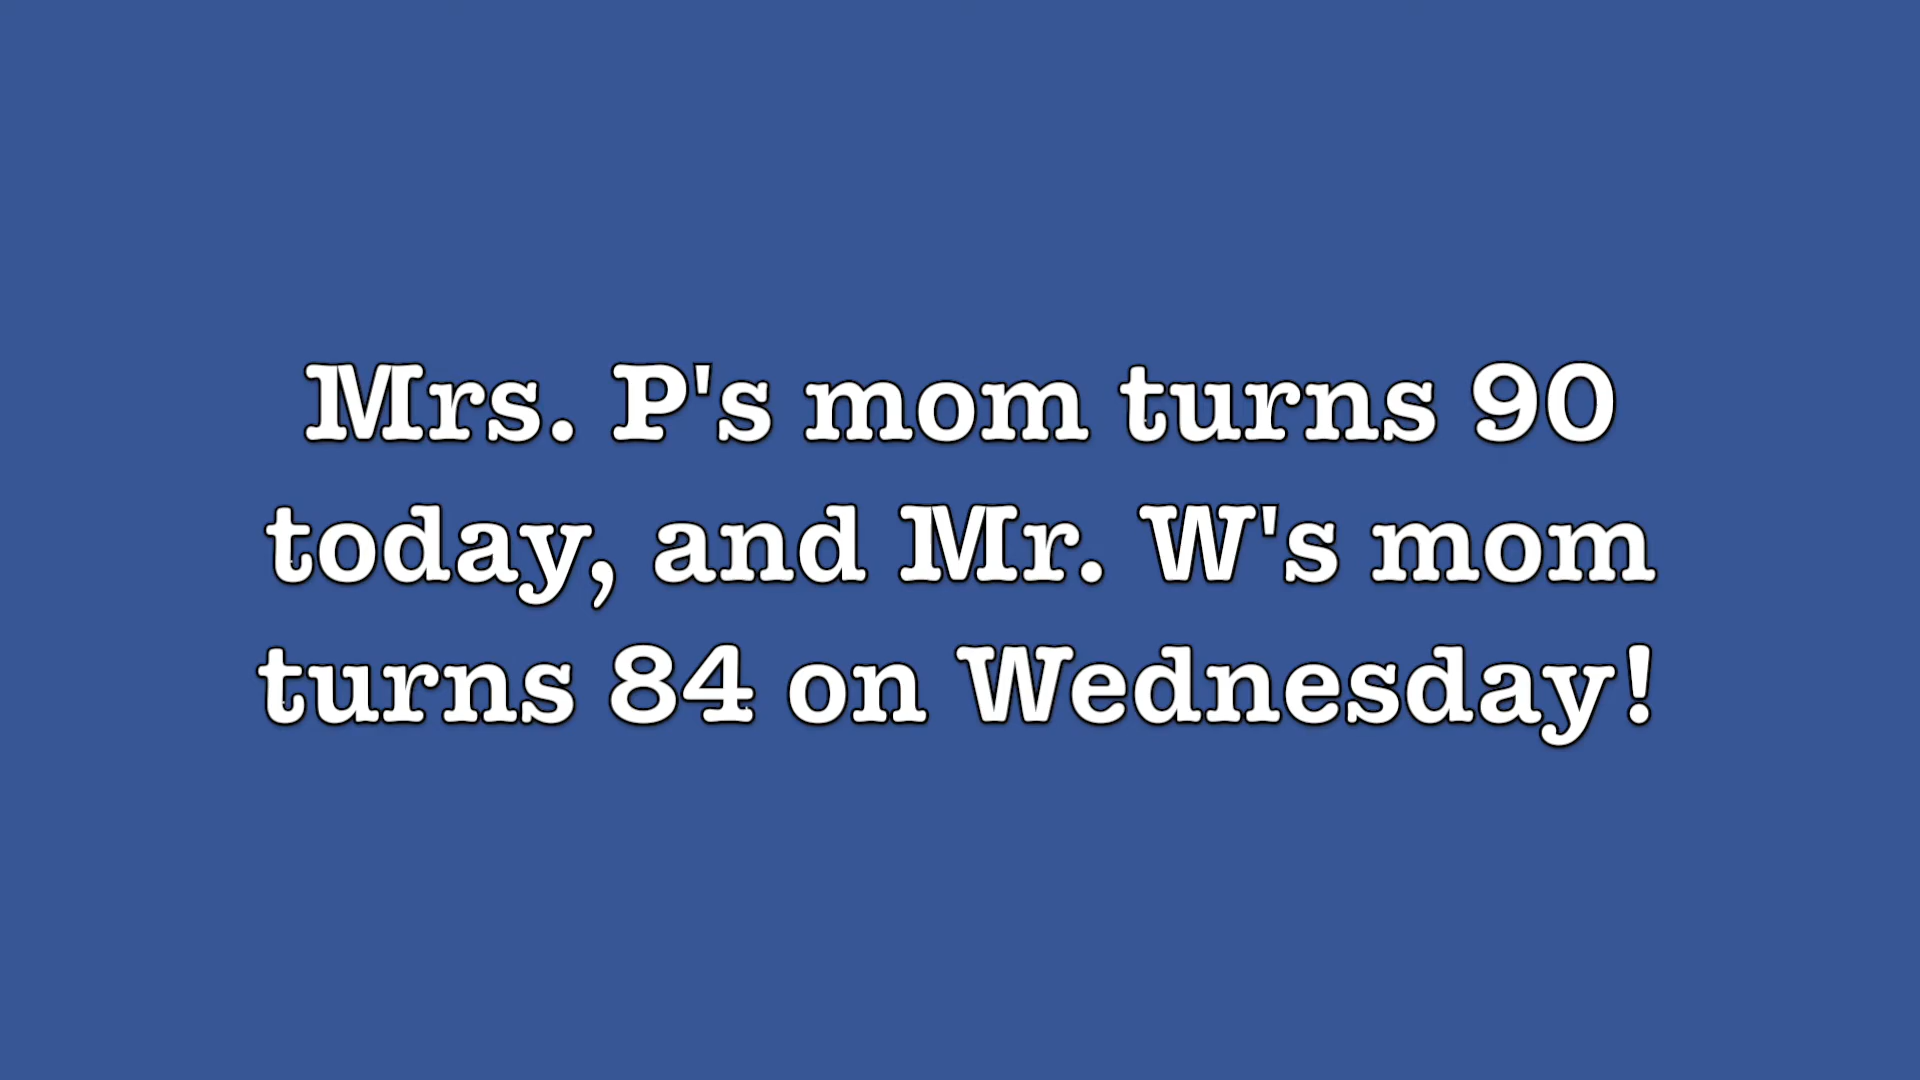 Mrs. P's mom turns 90
today, and Mr. W's mom
turns 84 on Wednesday!